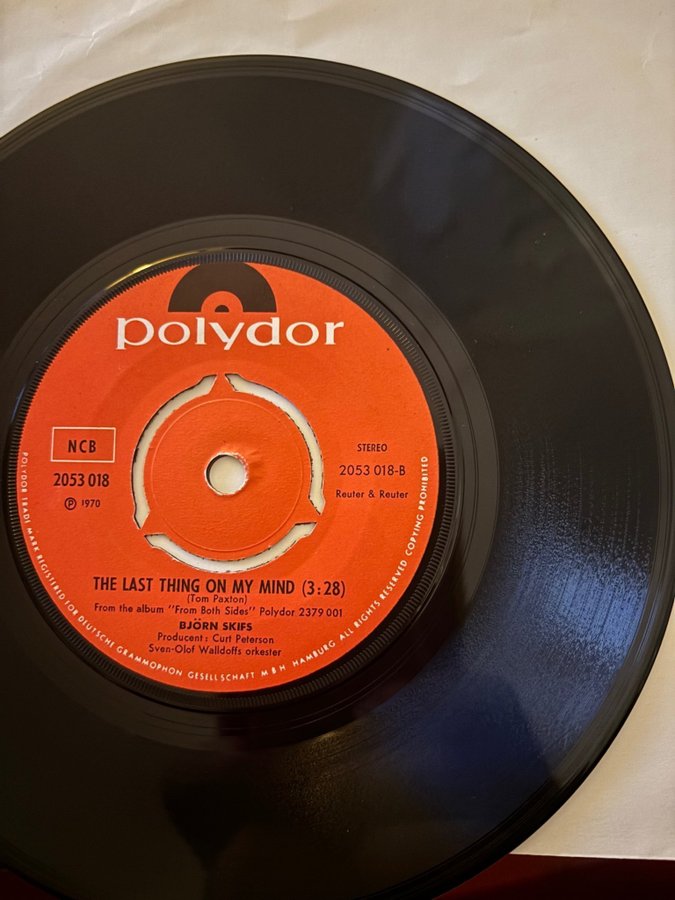 polydor
NCB
2053 018
Ⓟ 1970
STEREO
2053 018-B
Reuter & Reuter
THE LAST THING ON MY MIND (3:28)
(Tom Paxton)
From the album "From Both Sides" Polydor 2379 001
BJÖRN SKIFS
Producent: Curt Peterson
Sven-Olof Walldoffs orkester
POLYDOR TRADE MARK REGISTERED FOR DEUTSCHE GRAMMOPHON GESELLSCHAFT MBH HAMBURG ALL RIGHTS RESERVED COPYING PROHIBITED